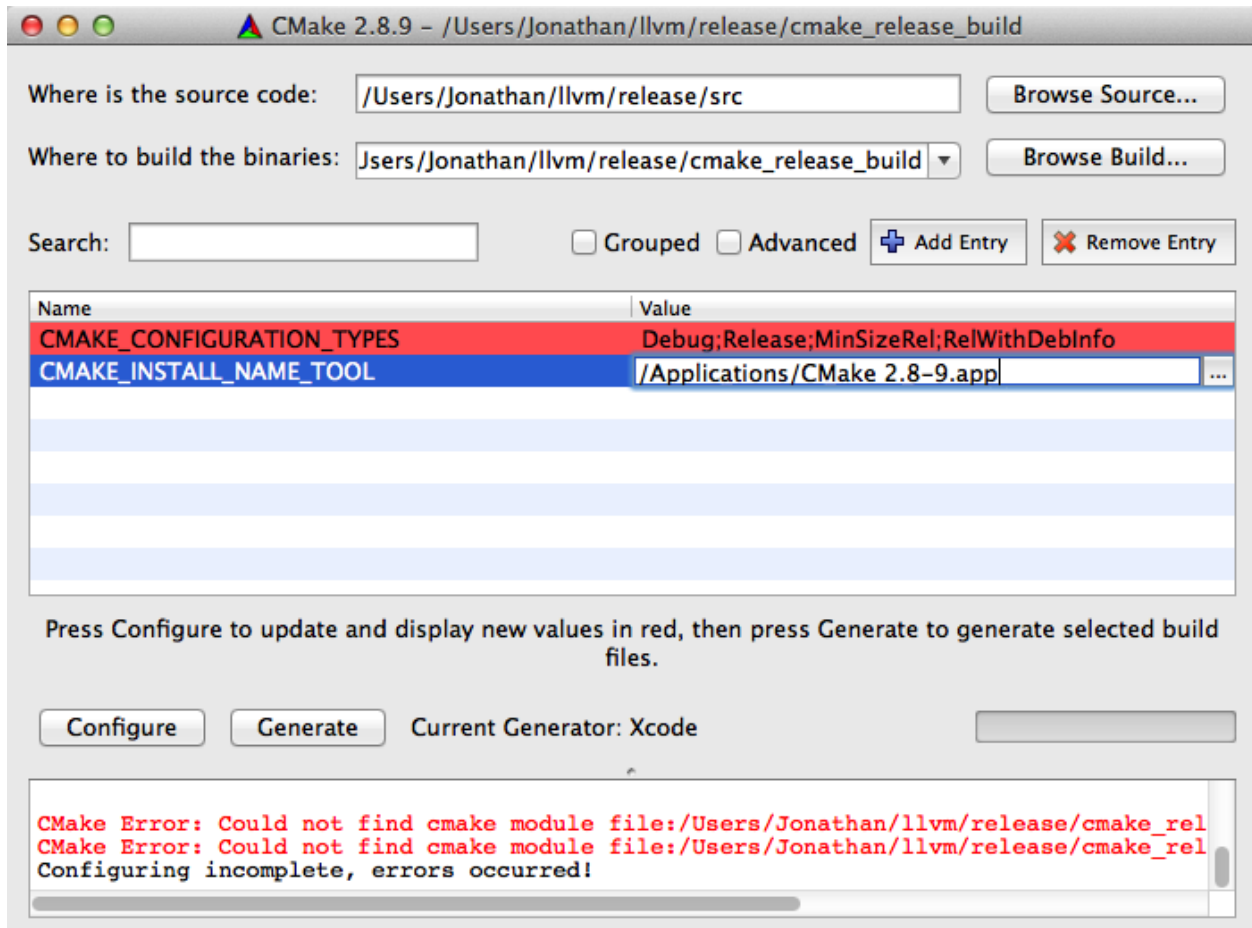 CMake 2.8.9 – /Users/Jonathan/llvm/release/cmake_release_build
Where is the source code: /Users/Jonathan/llvm/release/src Browse Source...
Where to build the binaries: Jsers/Jonathan/llvm/release/cmake_release_build Browse Build...
Search: Grouped Advanced Add Entry Remove Entry
Name Value
CMAKE_CONFIGURATION_TYPES Debug;Release;MinSizeRel;RelWithDebInfo
CMAKE_INSTALL_NAME_TOOL /Applications/CMake 2.8-9.app ...
Press Configure to update and display new values in red, then press Generate to generate selected build
files.
Configure Generate Current Generator: Xcode
CMake Error: Could not find cmake module file:/Users/Jonathan/llvm/release/cmake_rel
CMake Error: Could not find cmake module file:/Users/Jonathan/llvm/release/cmake_rel
Configuring incomplete, errors occurred!